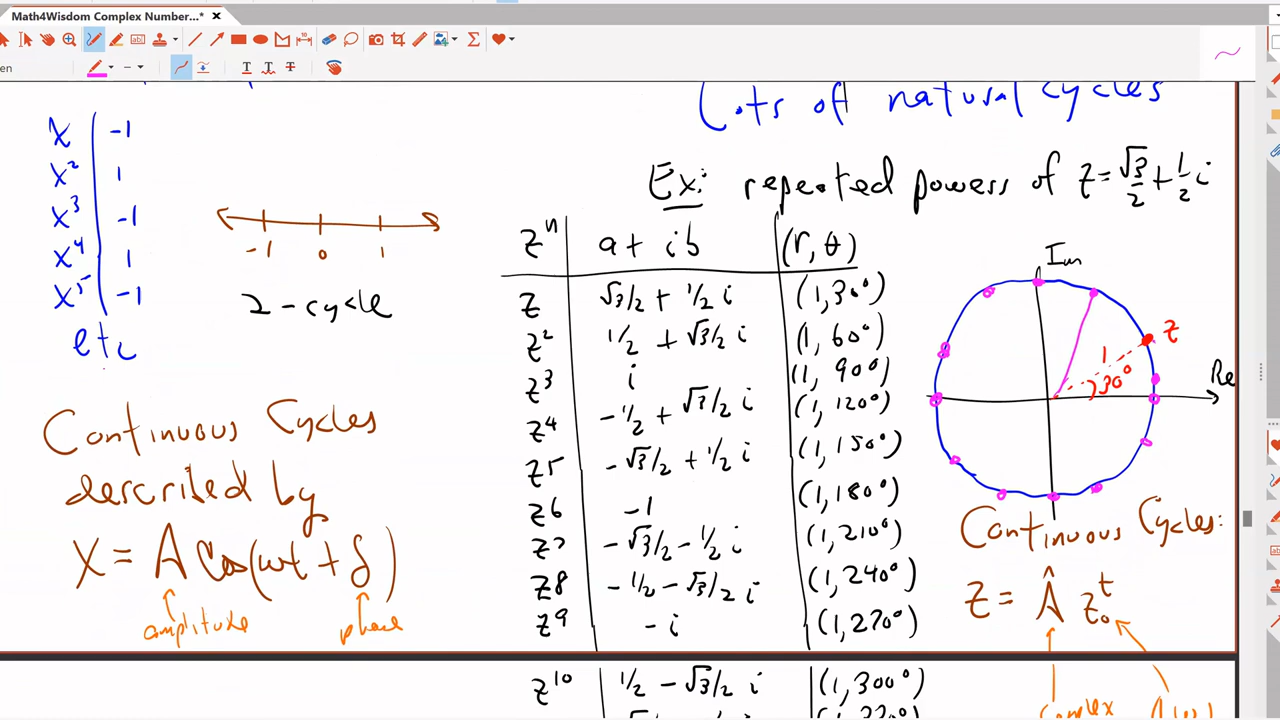 Math4Wisdom Complex Number...*
en
T T T
Lots of natural cycles
x | -1
x² | 1
x³ | -1
x⁴ | 1
x⁵ | -1
etc
-1 0 1
2-cycle
Continuous Cycles
described by
X = A Cos(ωt + δ)
amplitude phase
Ex: repeated powers of z = √3/2 + 1/2 i
zⁿ | a + ib | (r, θ)
z | √3/2 + 1/2 i | (1, 30°)
z² | 1/2 + √3/2 i | (1, 60°)
z³ | i | (1, 90°)
z⁴ | -1/2 + √3/2 i | (1, 120°)
z5 | -√3/2 + 1/2 i | (1, 150°)
z6 | -1 | (1, 180°)
z7 | -√3/2 - 1/2 i | (1, 210°)
z8 | -1/2 - √3/2 i | (1, 240°)
z9 | -i | (1, 270°)
z¹⁰ | 1/2 - √3/2 i | (1, 300°)
Im
z
1
30°
Re
Continuous Cycles:
z = Â z₀ᵗ
complex